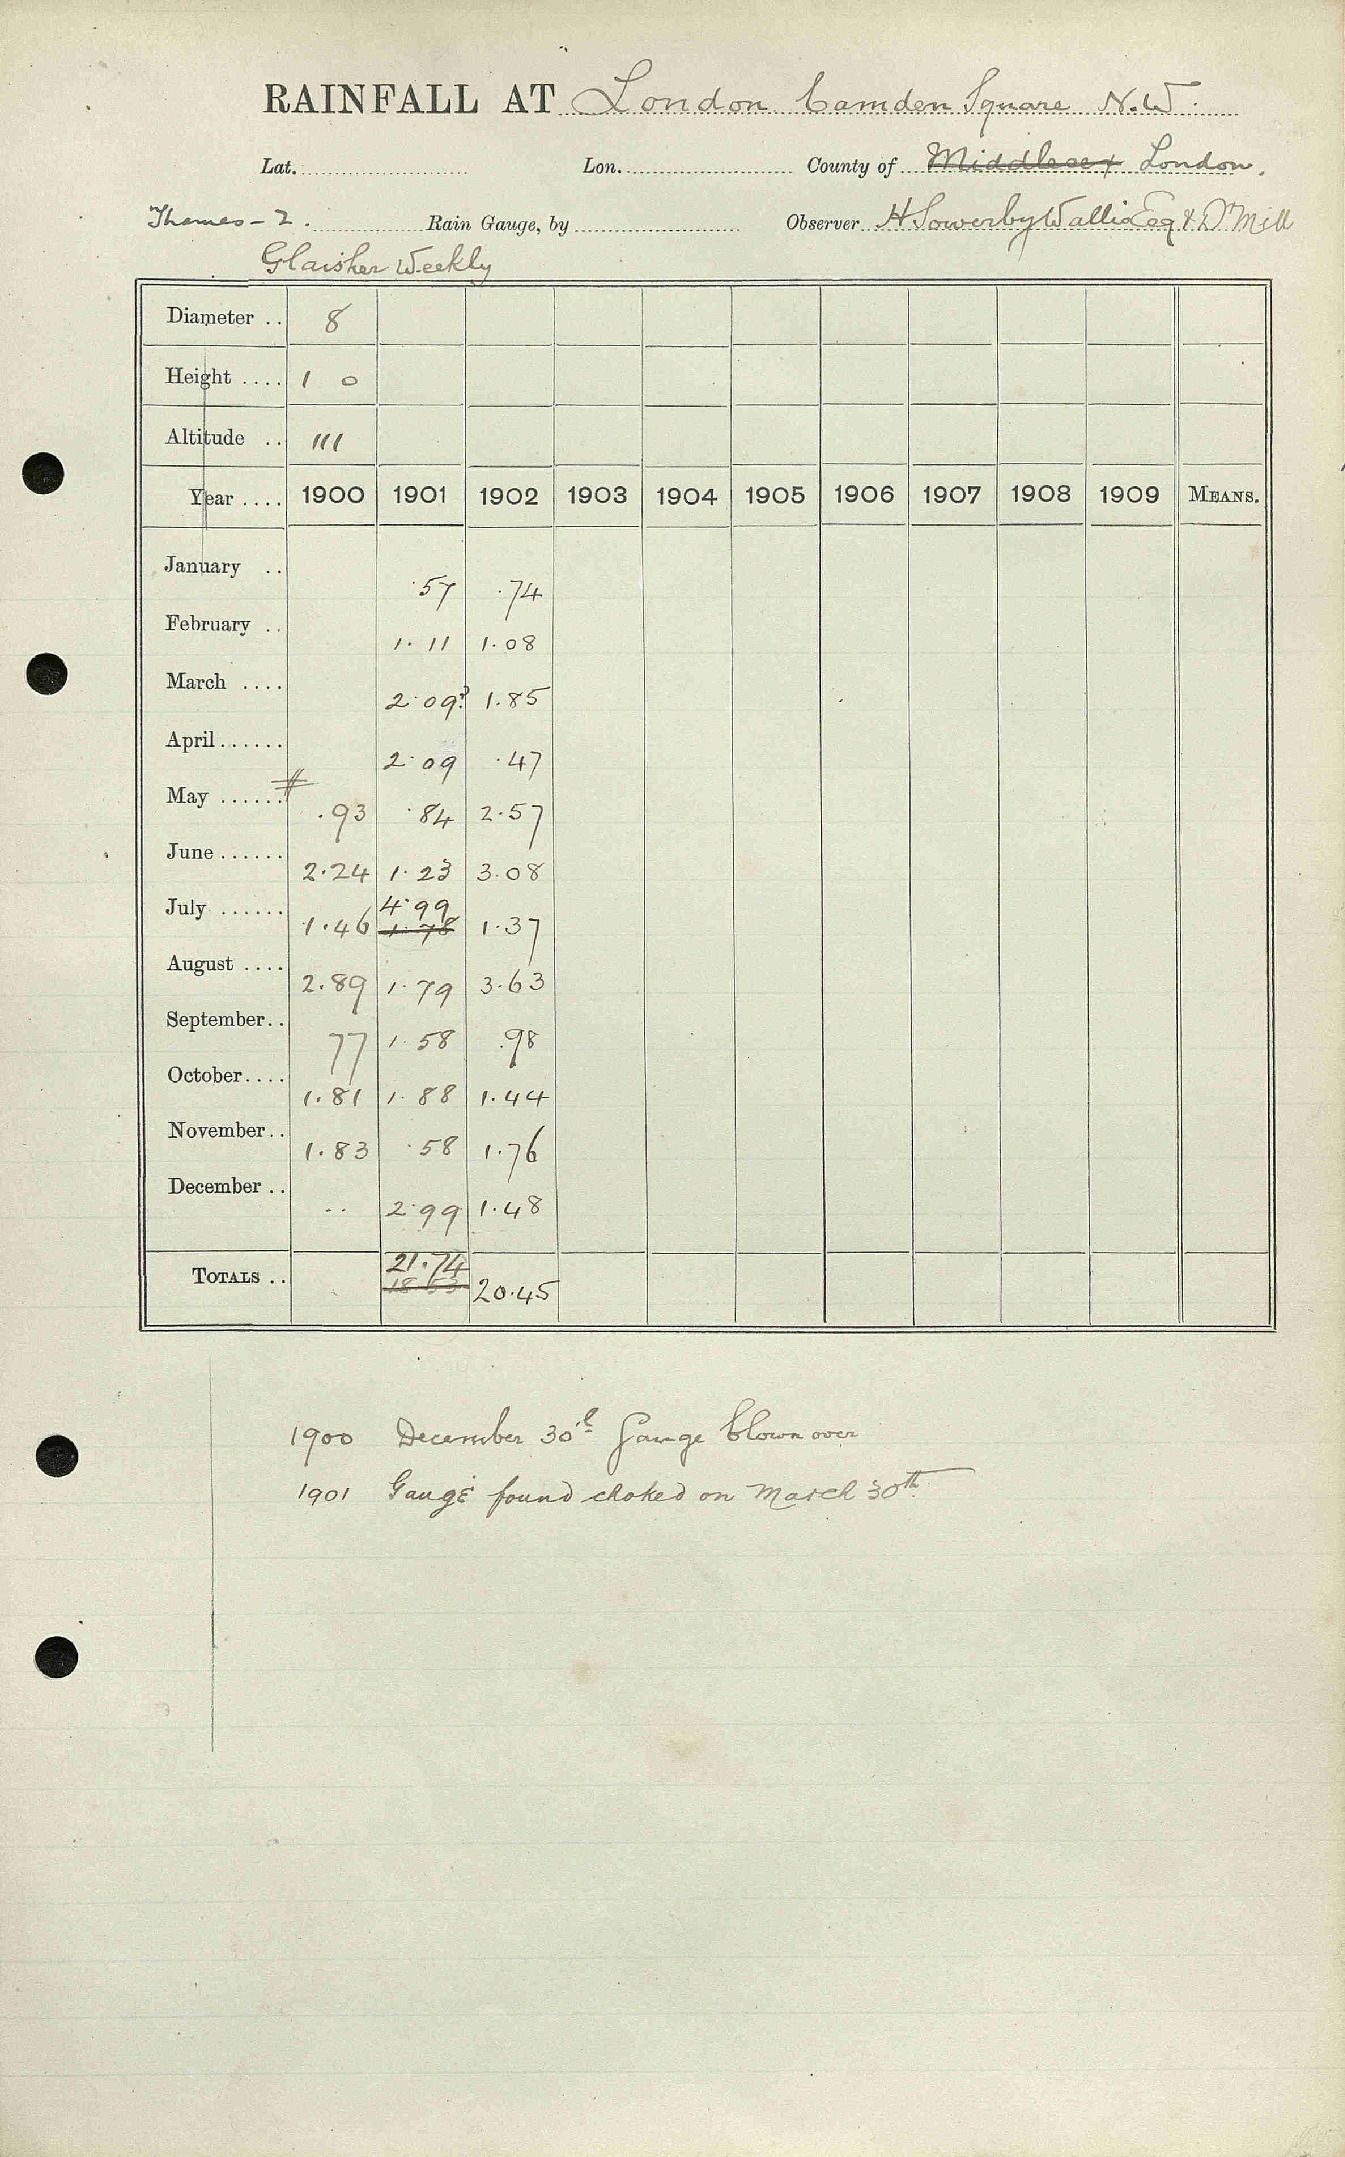 RAINFALL AT London Camden Square N.W.
Lat. Lon. County of Middlesex London.
Thames - 2. Rain Gauge, by Observer H Sowerby Wallis Esq & Dr Mill
Glaisher Weekly
Diameter .. 8
Height .... 1 0
Altitude .. 111
Year .... 1900 1901 1902 1903 1904 1905 1906 1907 1908 1909 MEANS.
January .. .57 .74
February .. 1.11 1.08
March .... 2.09? 1.85
April...... 2.09 .47
May ...... # .93 .84 2.57
June...... 2.24 1.23 3.08
July ...... 1.46 4.99 1.78 1.37
August .... 2.89 1.79 3.63
September.. 77 1.58 .98
October.... 1.81 1.88 1.44
November.. 1.83 .58 1.76
December .. .. 2.99 1.48
TOTALS .. 21.74 18.53 20.45
1900 December 30th Gauge blown over
1901 Gauge found choked on March 30th